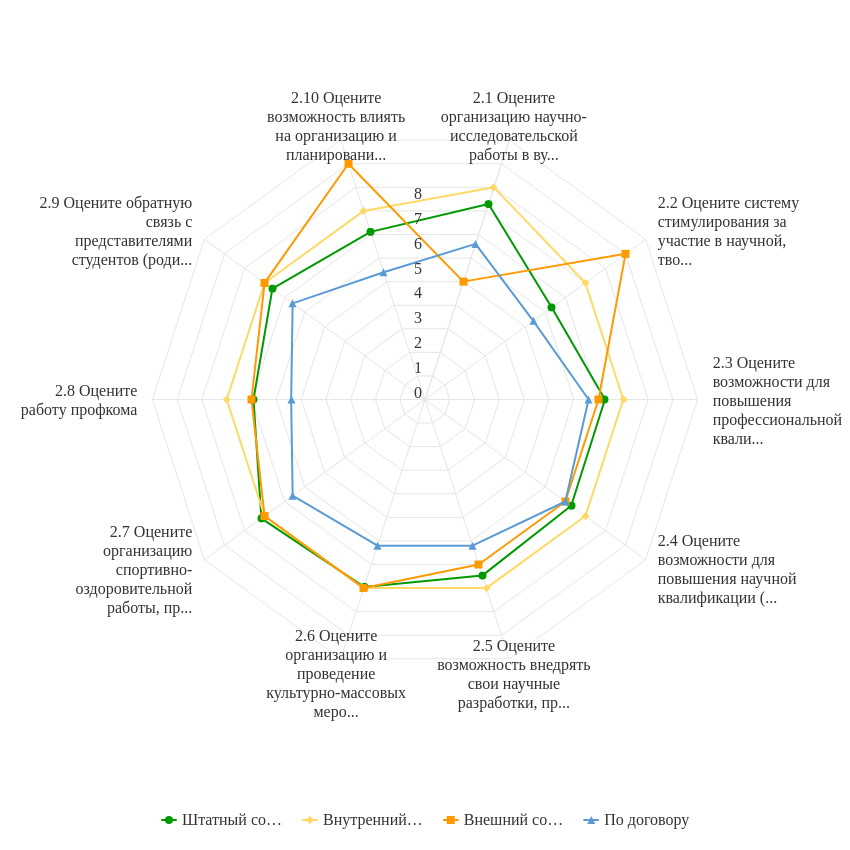 2.10 Оцените
возможность влиять
на организацию и
планировани...
2.1 Оцените
организацию научно-
исследовательской
работы в ву...
2.9 Оцените обратную
связь с
представителями
студентов (роди...
2.2 Оцените систему
стимулирования за
участие в научной,
тво...
8
7
6
5
4
3
2
1
0
2.3 Оцените
возможности для
повышения
профессиональной
квали...
2.8 Оцените
работу профкома
2.7 Оцените
организацию
спортивно-
оздоровительной
работы, пр...
2.4 Оцените
возможности для
повышения научной
квалификации (...
2.6 Оцените
организацию и
проведение
культурно-массовых
меро...
2.5 Оцените
возможность внедрять
свои научные
разработки, пр...
Штатный со… Внутренний… Внешний со… По договору